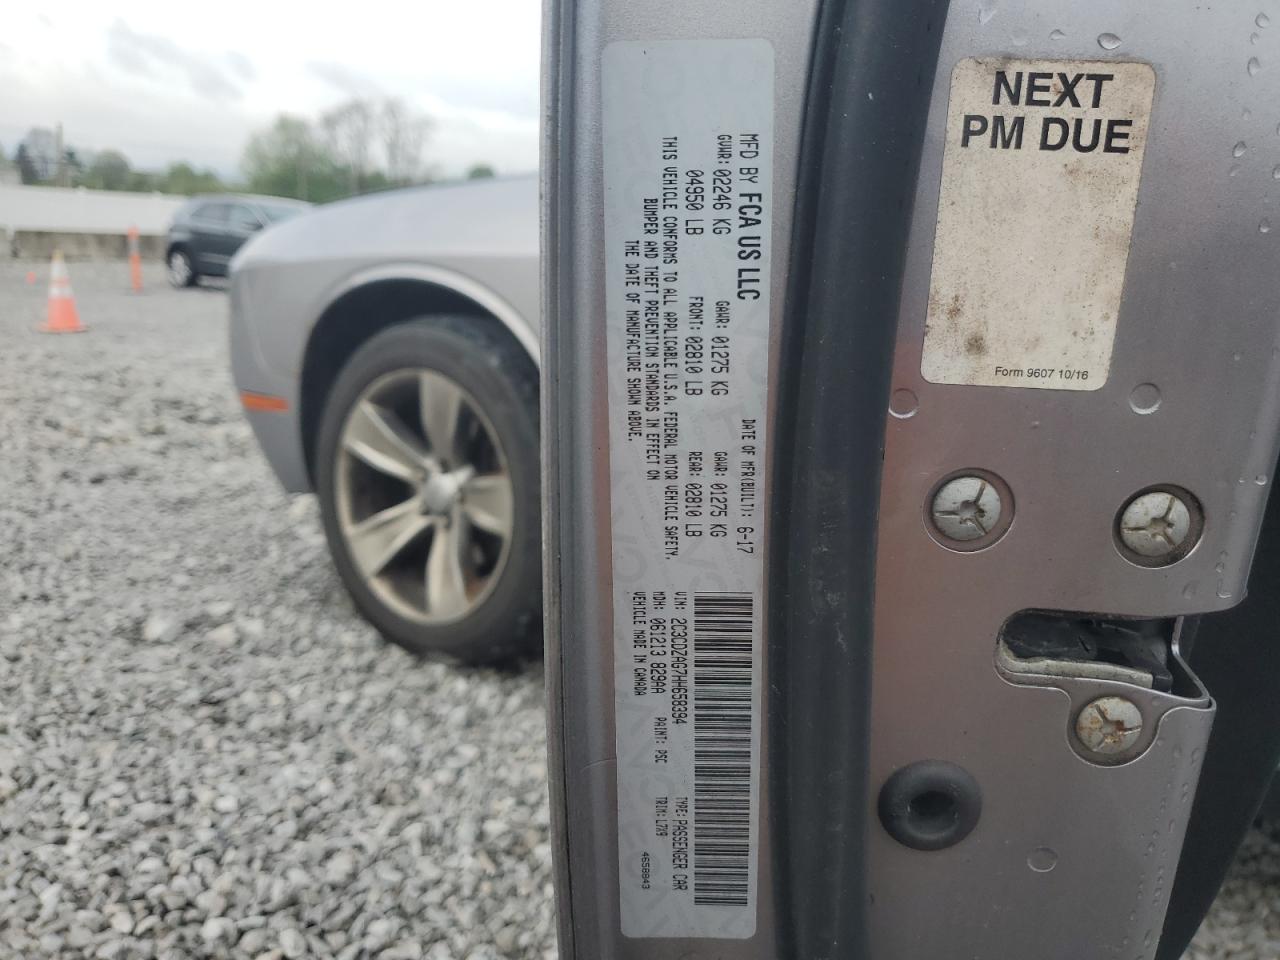 MFD BY FCA US LLC
DATE OF MFR(BUILT): 6-17
GVWR: 02246 KG
GAWR: 01275 KG
GAWR: 01275 KG
04950 LB
FRONT: 02810 LB
REAR: 02810 LB
THIS VEHICLE CONFORMS TO ALL APPLICABLE U.S.A. FEDERAL MOTOR VEHICLE SAFETY,
BUMPER AND THEFT PREVENTION STANDARDS IN EFFECT ON
THE DATE OF MANUFACTURE SHOWN ABOVE.
VIN: 2C3CDZAG7HH658394
TYPE: PASSENGER CAR
MDH: 061213 829AA
PAINT: PSC
TRIM: L7X9
VEHICLE MADE IN CANADA
4658843
NEXT
PM DUE
Form 9607 10/16